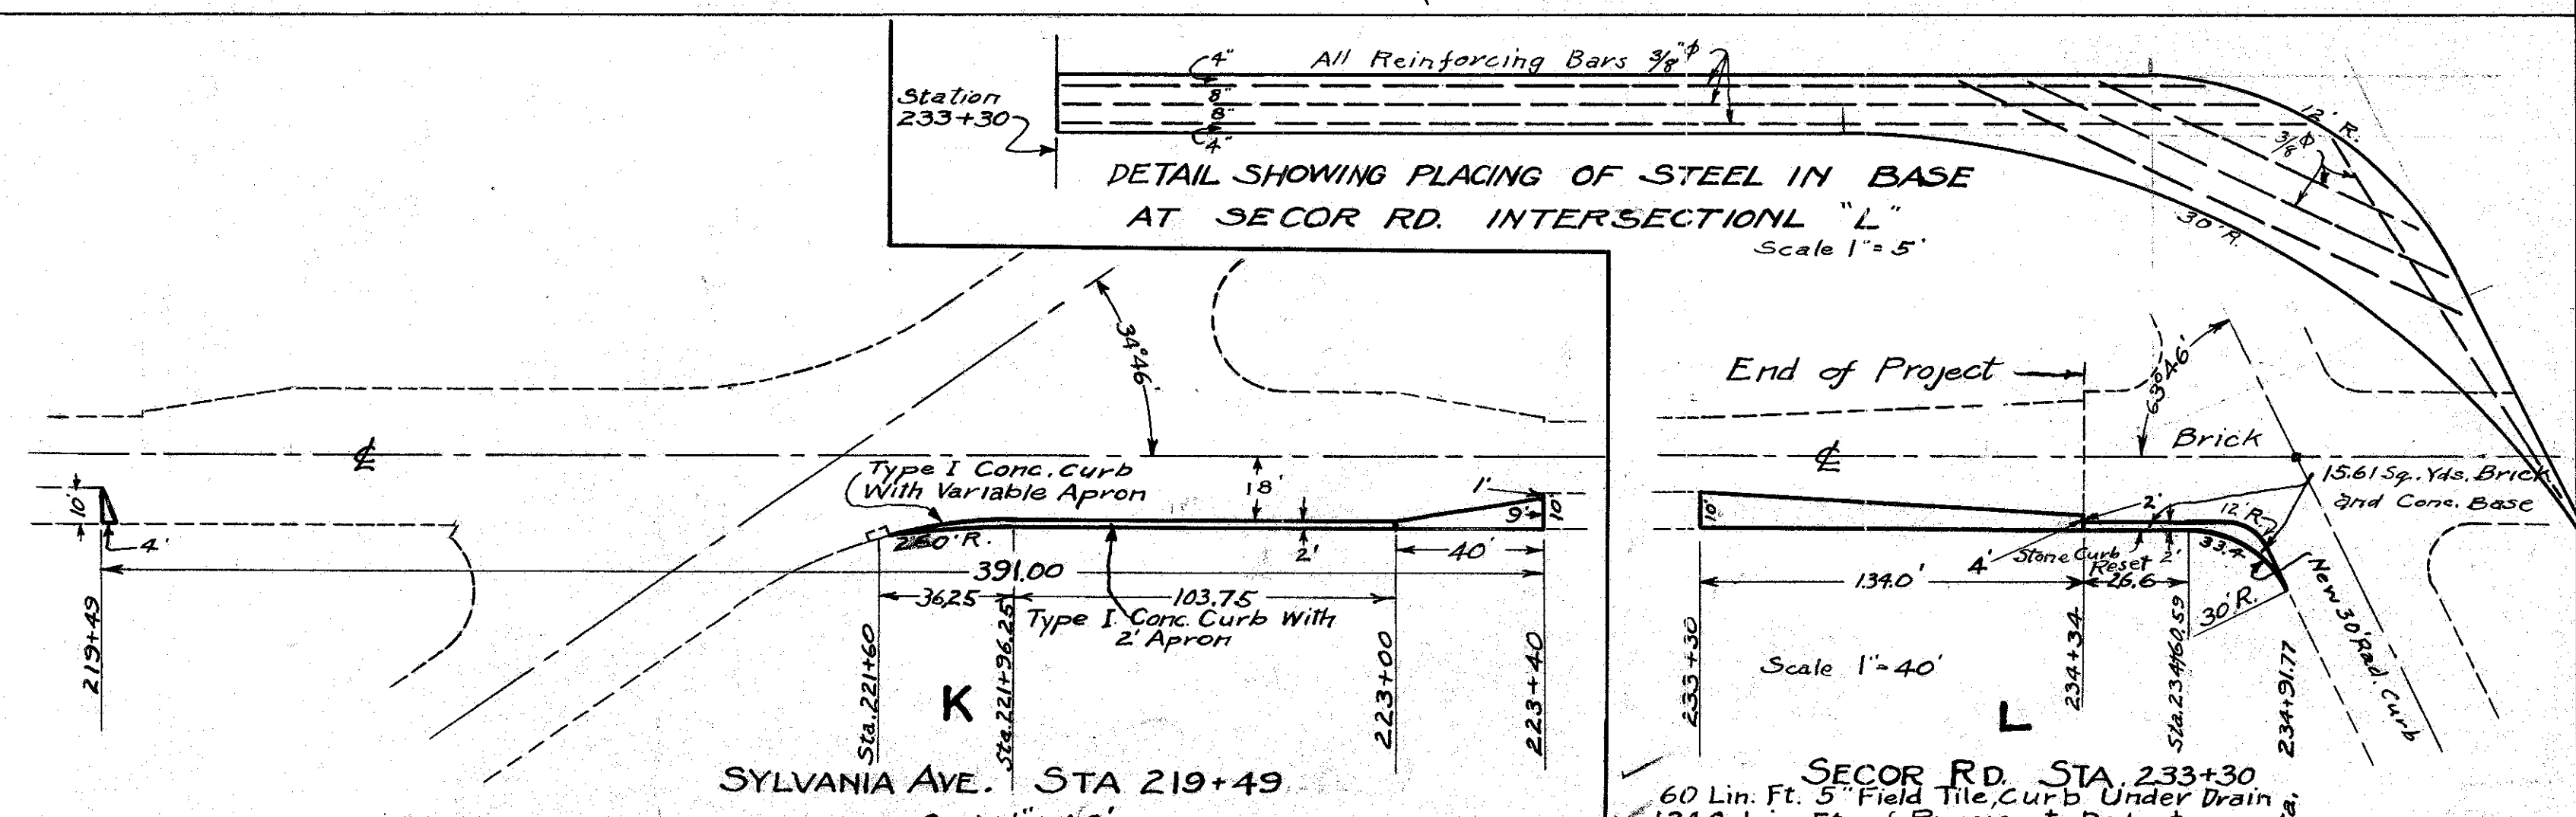 All Reinforcing Bars 3/8"ϕ
4"
8"
8"
4"
Station
233+30
12' R.
3/8 ϕ
30' R.
DETAIL SHOWING PLACING OF STEEL IN BASE
AT SECOR RD. INTERSECTIONL "L"
Scale 1"= 5'
34°46'
℄
10'
4'
Type I Conc. Curb
With Variable Apron
18'
1'
9'
10'
250' R.
2'
40'
391.00
36.25
103.75
Type I Conc. Curb With
2' Apron
219+49
Sta. 221+60
Sta. 221+96.25
223+00
223+40
K
SYLVANIA AVE. STA 219+49
End of Project
63°46'
Brick
℄
15.61 Sq. Yds. Brick
and Conc. Base
10'
2'
12' R.
4'
Stone Curb
Reset
2'
33.4
134.0'
26.6
30' R.
New 30' Rad. Curb
233+30
234+34
Sta. 234+60.59
234+91.77
Scale 1"=40'
L
SECOR RD. STA. 233+30
60 Lin. Ft. 5" Field Tile, Curb Under Drain